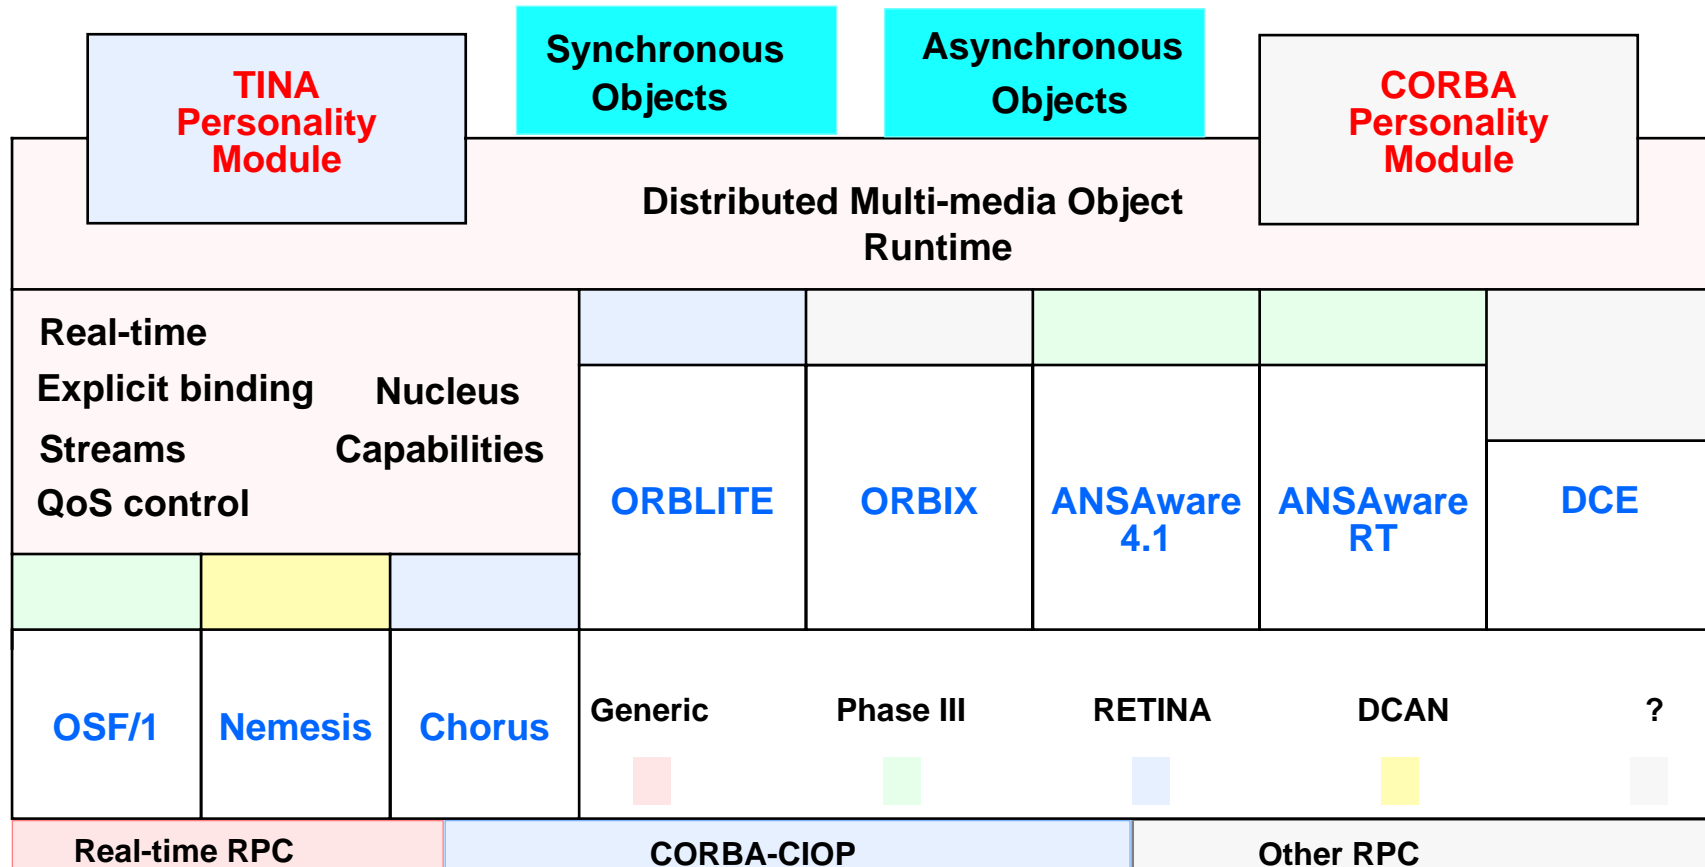 TINA
Personality
Module
Synchronous
Objects
Asynchronous
Objects
CORBA
Personality
Module
Distributed Multi-media Object
Runtime
Real-time
Explicit binding
Nucleus
Streams
Capabilities
QoS control
ORBLITE
ORBIX
ANSAware
4.1
ANSAware
RT
DCE
OSF/1
Nemesis
Chorus
Generic
Phase III
RETINA
DCAN
?
Real-time RPC
CORBA-CIOP
Other RPC